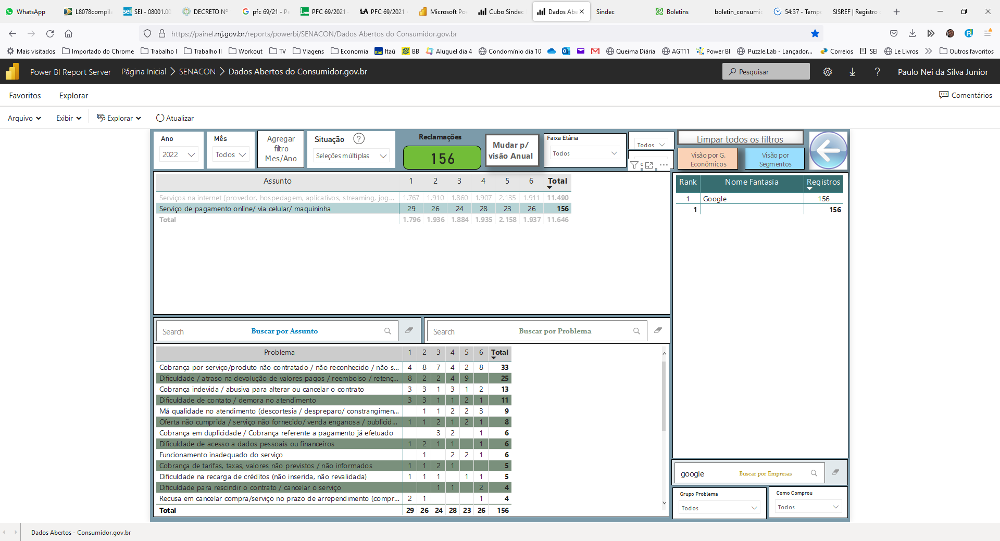 WhatsApp L8078compila SEI - 08001.00 DECRETO Nº pfc 69/21 - Pe PFC 69/2021 - PFC 69/2021 - Microsoft Po Cubo Sindec Dados Abe Sindec Boletins boletin_consumi 54:37 - Tempo SISREF | Registro
https://painel.mj.gov.br/reports/powerbi/SENACON/Dados Abertos do Consumidor.gov.br
Mais visitados Importado do Chrome Trabalho I Trabalho II Workout TV Viagens Economia Itaú BB Aluguel dia 4 Condomínio dia 10 Queima Diária AGT11 Power BI Puzzle.Lab - Lançador... Correios SEI Le Livros Outros favoritos
Power BI Report Server Página Inicial > SENACON > Dados Abertos do Consumidor.gov.br Pesquisar ? Paulo Nei da Silva Junior
Favoritos Explorar Comentários
Arquivo Exibir Explorar Atualizar
Ano
2022
Mês
Todos
Agregar
filtro
Mes/Ano
Situação ?
Seleções múltiplas
Reclamações
156
Mudar p/
visão Anual
Faixa Etária
Todos
Todos
Limpar todos os filtros
Visão por G.
Econômicos
Visão por
Segmentos
Assunto 1 2 3 4 5 6 Total
Serviços na internet (provedor, hospedagem, aplicativos, streaming, jog... 1.767 1.910 1.860 1.907 2.135 1.911 11.490
Serviço de pagamento online/ via celular/ maquininha 29 26 24 28 23 26 156
Total 1.796 1.936 1.884 1.935 2.158 1.937 11.646
Rank Nome Fantasia Registros
1 Google 156
1 156
Search Buscar por Assunto
Search Buscar por Problema
Problema 1 2 3 4 5 6 Total
Cobrança por serviço/produto não contratado / não reconhecido / não s... 4 8 7 4 2 8 33
Dificuldade / atraso na devolução de valores pagos / reembolso / retenç... 8 2 2 4 9 25
Cobrança indevida / abusiva para alterar ou cancelar o contrato 3 3 1 3 1 2 13
Dificuldade de contato / demora no atendimento 3 3 1 1 2 1 11
Má qualidade no atendimento (descortesia / despreparo/ constrangimen... 1 1 2 2 3 9
Oferta não cumprida / serviço não fornecido/ venda enganosa / publicid... 1 1 2 1 2 1 8
Cobrança em duplicidade / Cobrança referente a pagamento já efetuado 3 2 1 6
Dificuldade de acesso a dados pessoais ou financeiros 1 2 1 1 1 6
Funcionamento inadequado do serviço 1 2 2 1 6
Cobrança de tarifas, taxas, valores não previstos / não informados 1 1 2 1 5
Dificuldade na recarga de créditos (não inserida, não revalidada) 1 1 1 1 1 5
Dificuldade para rescindir o contrato / cancelar o serviço 1 1 2 4
Recusa em cancelar compra/serviço no prazo de arrependimento (compr... 2 1 1 4
Total 29 26 24 28 23 26 156
google Buscar por Empresas
Grupo Problema
Todos
Como Comprou
Todos
Dados Abertos - Consumidor.gov.br